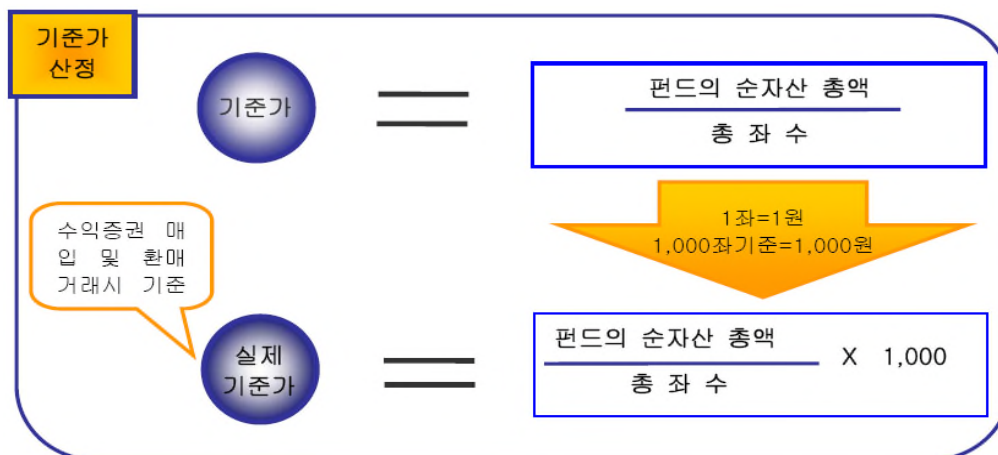 기준가
산정
기준가
펀드의 순자산 총액
총 좌 수
1좌=1원
1,000좌기준=1,000원
수익증권 매
입 및 환매
거래시 기준
실제
기준가
펀드의 순자산 총액
총 좌 수
X 1,000